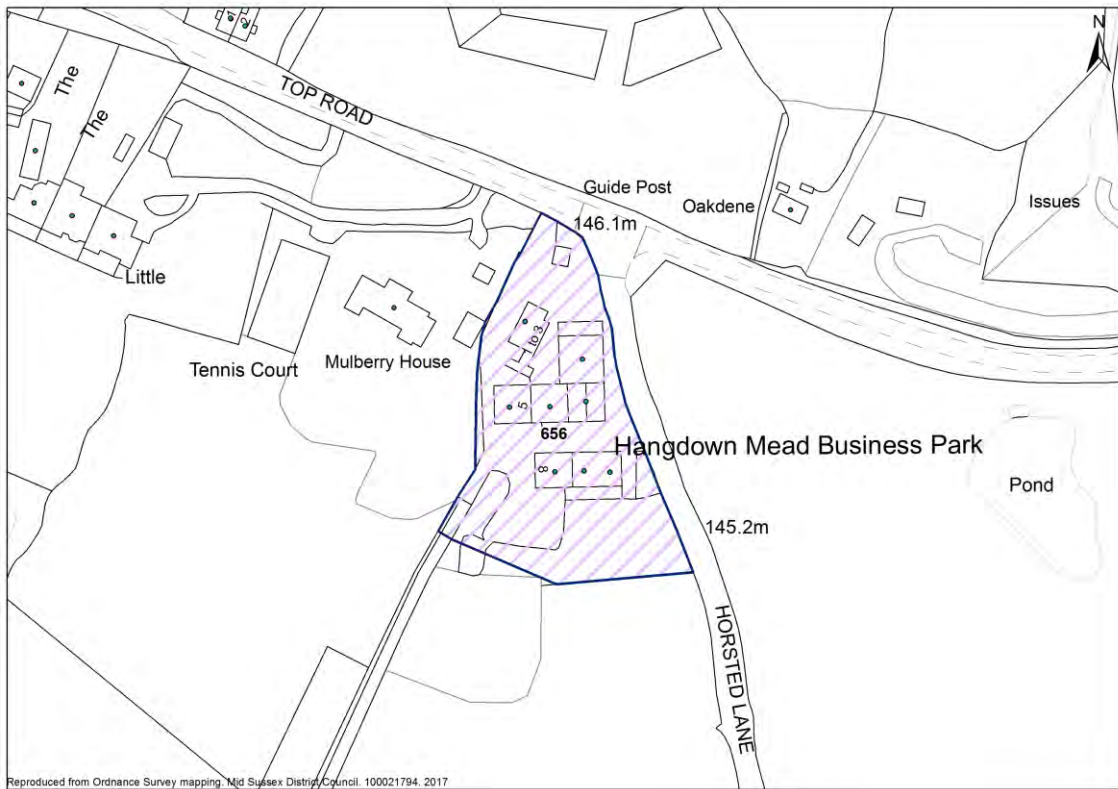 N
1
2
TOP ROAD
The
The
Guide Post
146.1m
Oakdene
Issues
Little
Tennis Court
Mulberry House
to 3
5
656
8
Hangdown Mead Business Park
Pond
145.2m
HORSTED LANE
Reproduced from Ordnance Survey mapping. Mid Sussex District Council. 100021794. 2017